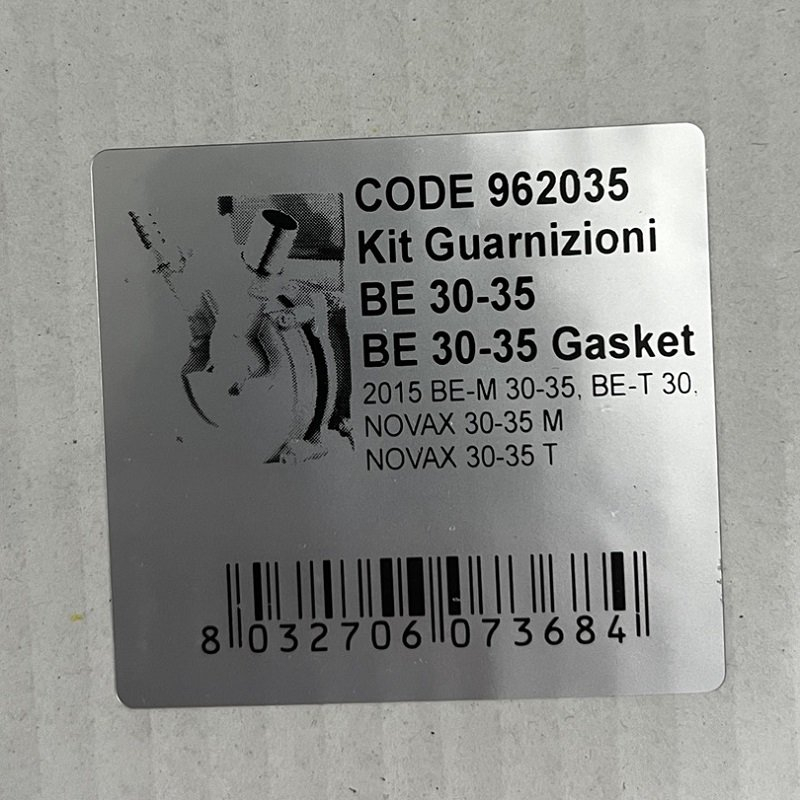 CODE 962035
Kit Guarnizioni
BE 30-35
BE 30-35 Gasket
2015 BE-M 30-35, BE-T 30.
NOVAX 30-35 M
NOVAX 30-35 T
8 032706 073684